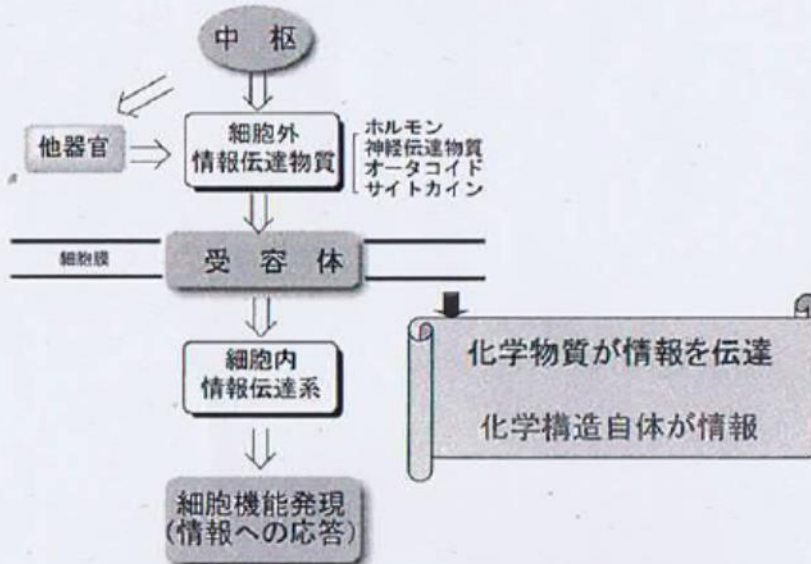 中 枢
他器官
細胞外
情報伝達物質
ホルモン
神経伝達物質
オータコイド
サイトカイン
細胞膜
受 容 体
細胞内
情報伝達系
細胞機能発現
(情報への応答)
化学物質が情報を伝達
化学構造自体が情報